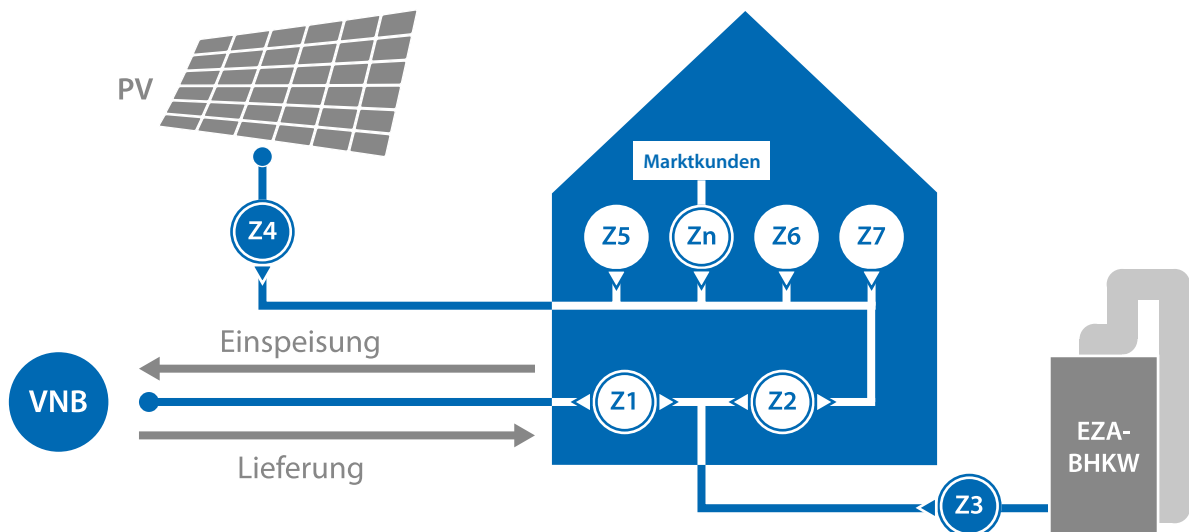 PV
Marktkunden
Z4
Z5
Zn
Z6
Z7
Einspeisung
VNB
Z1
Z2
Lieferung
EZA-
BHKW
Z3